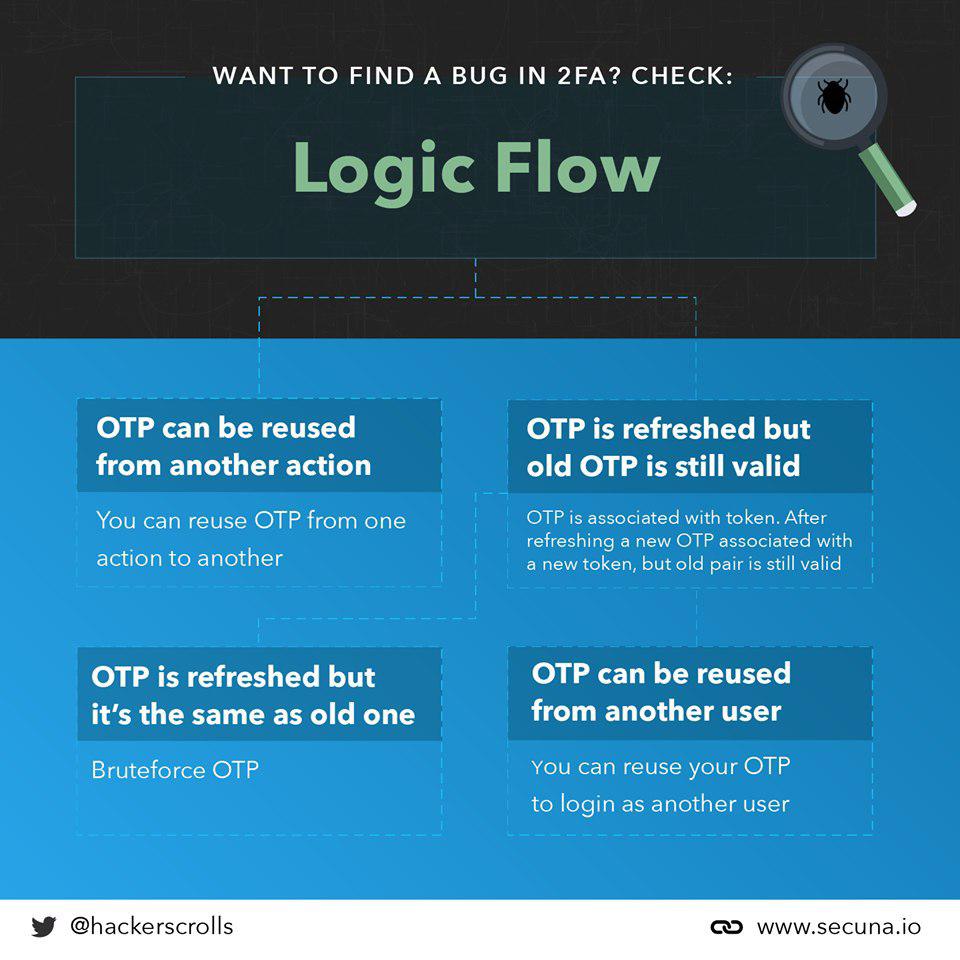 WANT TO FIND A BUG IN 2FA? CHECK:
Logic Flow
OTP can be reused
from another action
You can reuse OTP from one
action to another
OTP is refreshed but
old OTP is still valid
OTP is associated with token. After
refreshing a new OTP associated with
a new token, but old pair is still valid
OTP is refreshed but
it’s the same as old one
Bruteforce OTP
OTP can be reused
from another user
You can reuse your OTP
to login as another user
@hackerscrolls
www.secuna.io